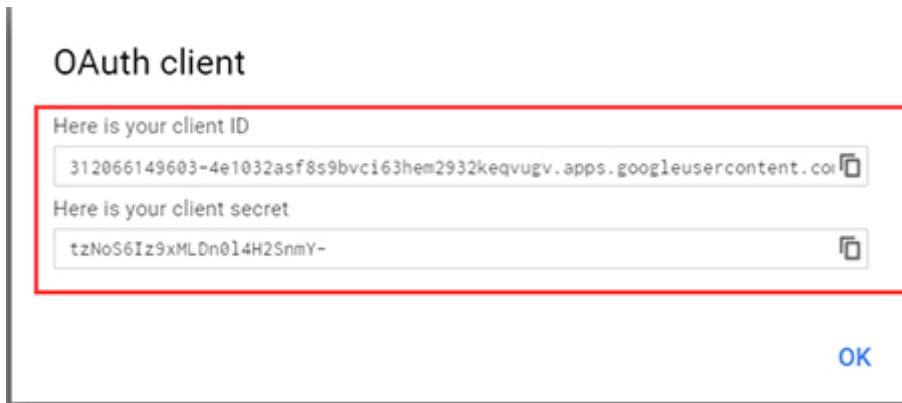 OAuth client
Here is your client ID
312066149603-4e1032asf8s9bvci63hem2932keqvugv.apps.googleusercontent.co
Here is your client secret
tzNoS6Iz9xMLDn0l4H2SnmY-
OK